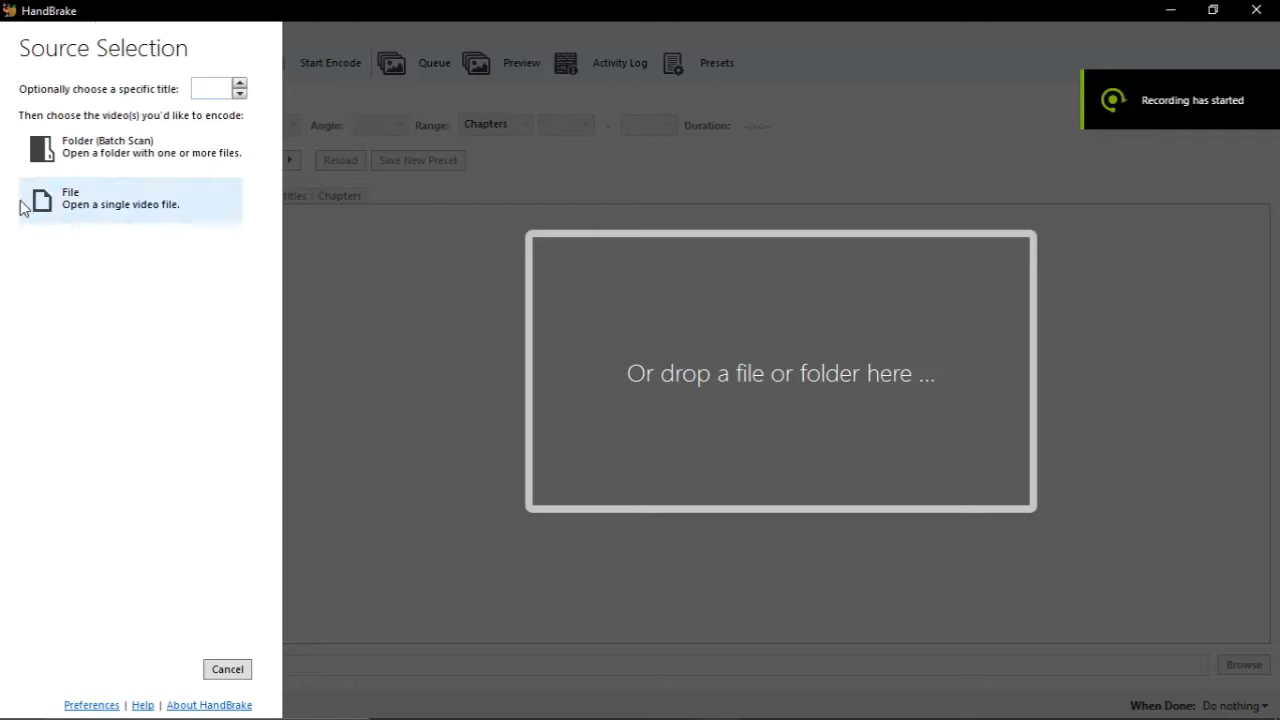 HandBrake
Source Selection
Optionally choose a specific title:
Then choose the video(s) you'd like to encode:
Folder (Batch Scan)
Open a folder with one or more files.
File
Open a single video file.
Start Encode
Queue
Preview
Activity Log
Presets
Recording has started
Angle:
Range:
Chapters
-
Duration:
--:--:--
Reload
Save New Preset
titles
Chapters
Or drop a file or folder here ...
Cancel
Browse
Preferences | Help | About HandBrake
When Done: Do nothing